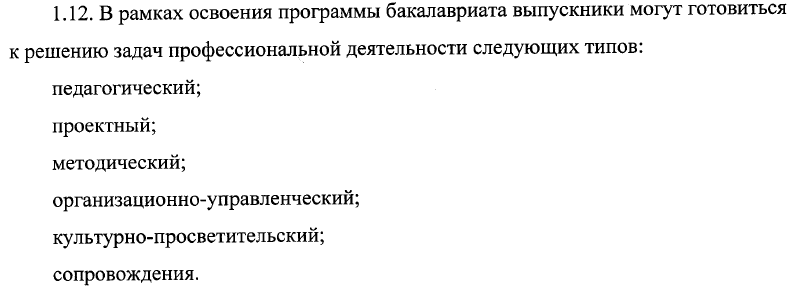 1.12. В рамках освоения программы бакалавриата выпускники могут готовиться
к решению задач профессиональной деятельности следующих типов:
педагогический;
проектный;
методический;
организационно-управленческий;
культурно-просветительский;
сопровождения.